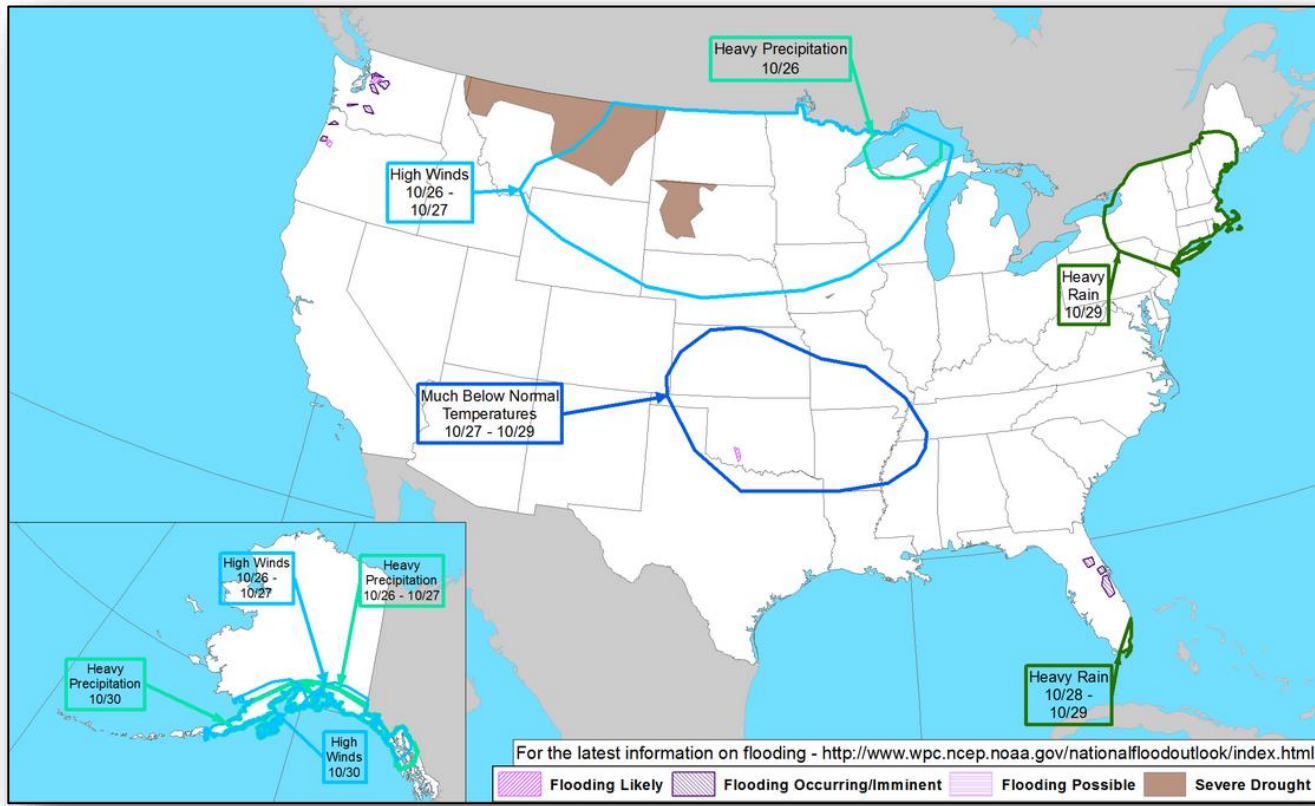 Heavy Precipitation
10/26
High Winds
10/26 -
10/27
Heavy
Rain
10/29
Much Below Normal
Temperatures
10/27 - 10/29
High Winds
10/26 -
10/27
Heavy
Precipitation
10/26 - 10/27
Heavy
Precipitation
10/30
High
Winds
10/30
Heavy Rain
10/28 -
10/29
For the latest information on flooding - http://www.wpc.ncep.noaa.gov/nationalfloodoutlook/index.html
Flooding Likely
Flooding Occurring/Imminent
Flooding Possible
Severe Drought